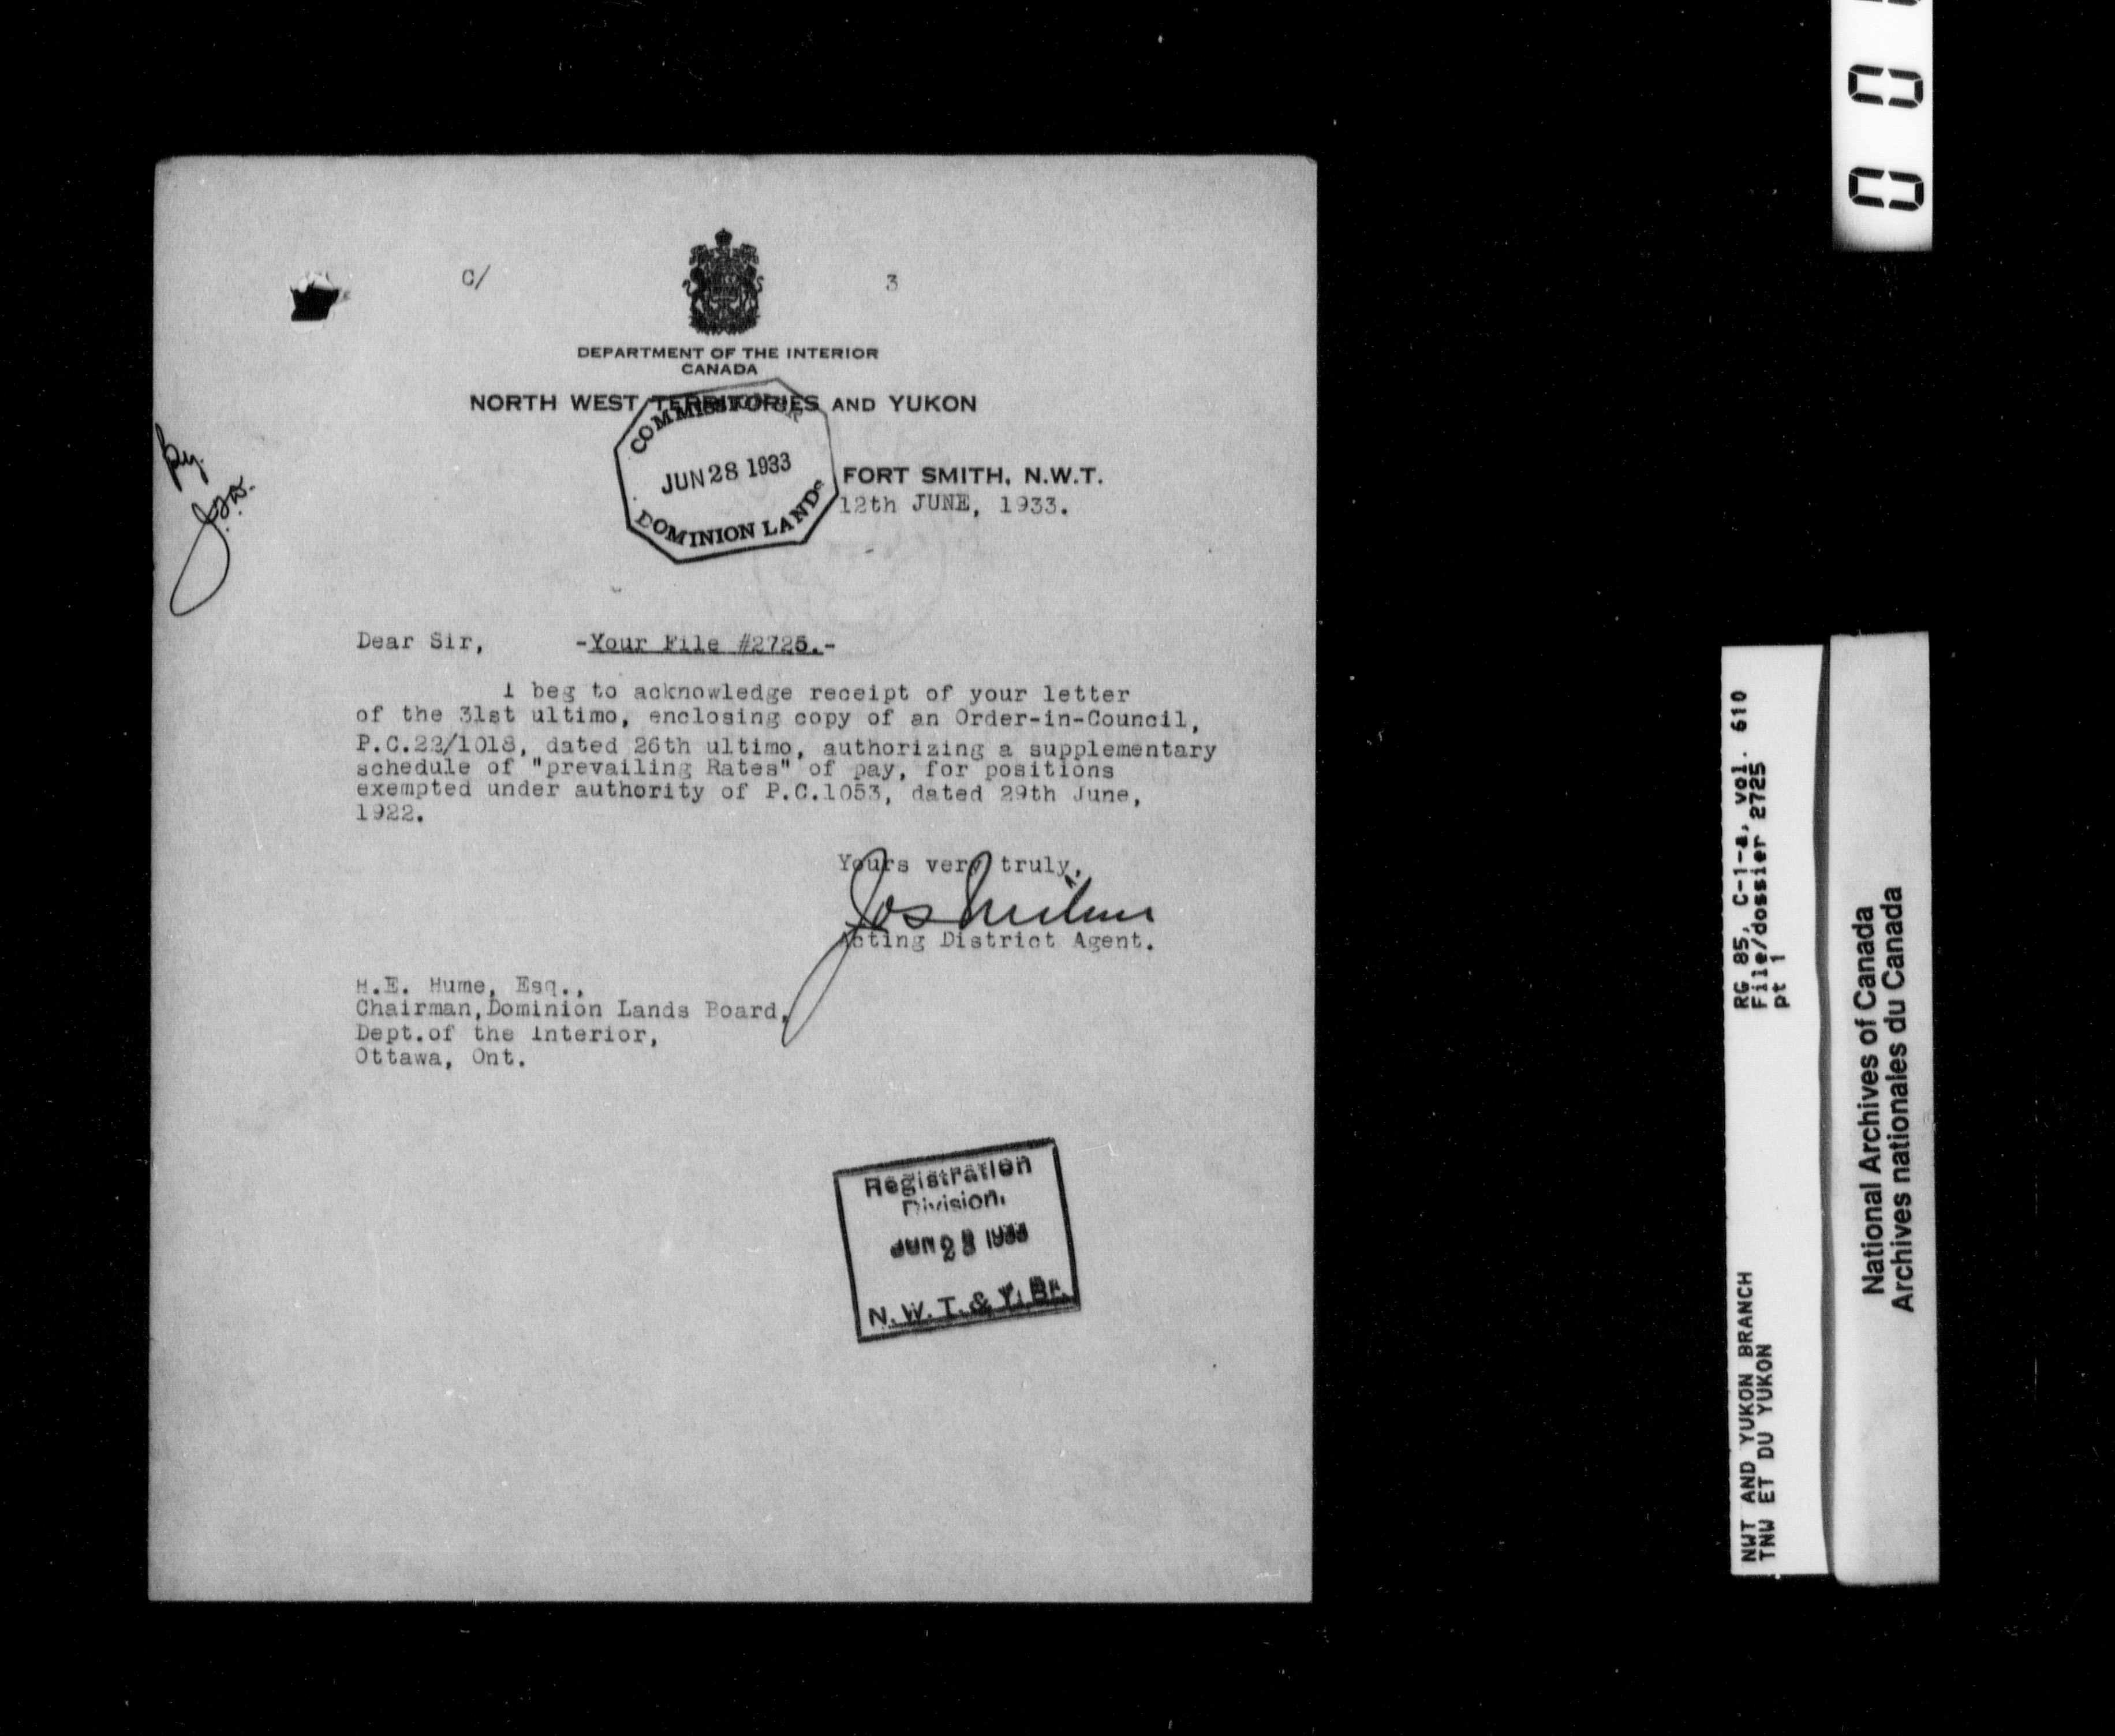 C/
3
DEPARTMENT OF THE INTERIOR
CANADA
NORTH WEST TERRITORIES AND YUKON
COMMISSIONER
JUN 28 1933
DOMINION LANDS
FORT SMITH, N.W.T.
12th JUNE, 1933.
Dear Sir, -Your File #2725.-
I beg to acknowledge receipt of your letter
of the 31st ultimo, enclosing copy of an Order-in-Council,
P.C.22/1018, dated 26th ultimo, authorizing a supplementary
schedule of "prevailing Rates" of pay, for positions
exempted under authority of P.C.1053, dated 29th June,
1922.
Yours very truly,
Acting District Agent.
H.E. Hume, Esq.,
Chairman,Dominion Lands Board,
Dept.of the Interior,
Ottawa, Ont.
Registration
Division.
JUN 28 1933
N. W. T. & Y. Br.
RG 85, C-1-a, vol. 610
File/dossier 2725
pt 1
NWT AND YUKON BRANCH
TNW ET DU YUKON
National Archives of Canada
Archives nationales du Canada